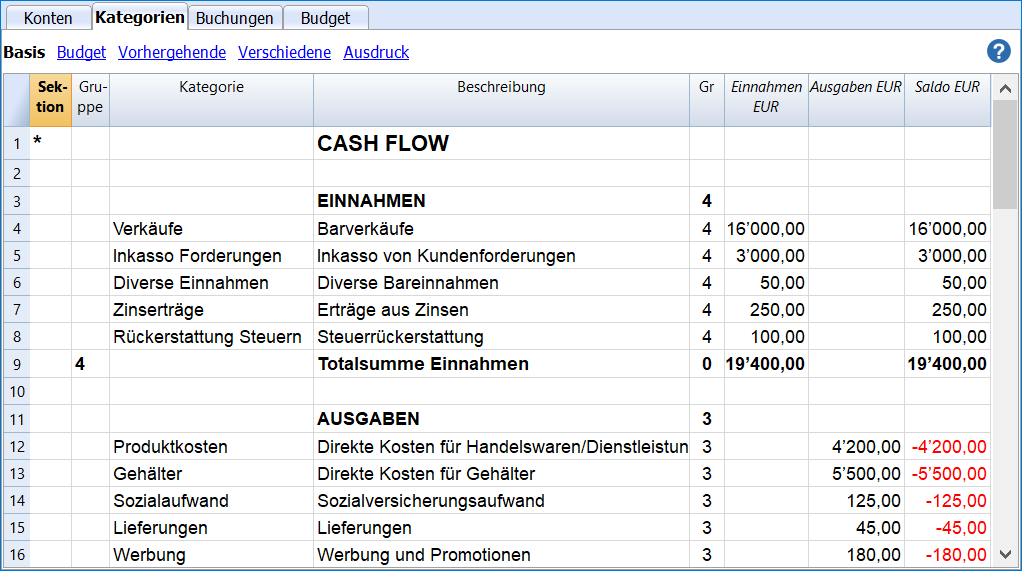 Konten Kategorien Buchungen Budget
Basis Budget Vorhergehende Verschiedene Ausdruck ?
Sek- Gru- Kategorie Beschreibung Gr Einnahmen Ausgaben EUR Saldo EUR
tion ppe EUR
1 * CASH FLOW
2
3 EINNAHMEN 4
4 Verkäufe Barverkäufe 4 16’000,00 16’000,00
5 Inkasso Forderungen Inkasso von Kundenforderungen 4 3’000,00 3’000,00
6 Diverse Einnahmen Diverse Bareinnahmen 4 50,00 50,00
7 Zinserträge Erträge aus Zinsen 4 250,00 250,00
8 Rückerstattung Steuern Steuerrückerstattung 4 100,00 100,00
9 4 Totalsumme Einnahmen 0 19’400,00 19’400,00
10
11 AUSGABEN 3
12 Produktkosten Direkte Kosten für Handelswaren/Dienstleistun 3 4’200,00 -4’200,00
13 Gehälter Direkte Kosten für Gehälter 3 5’500,00 -5’500,00
14 Sozialaufwand Sozialversicherungsaufwand 3 125,00 -125,00
15 Lieferungen Lieferungen 3 45,00 -45,00
16 Werbung Werbung und Promotionen 3 180,00 -180,00